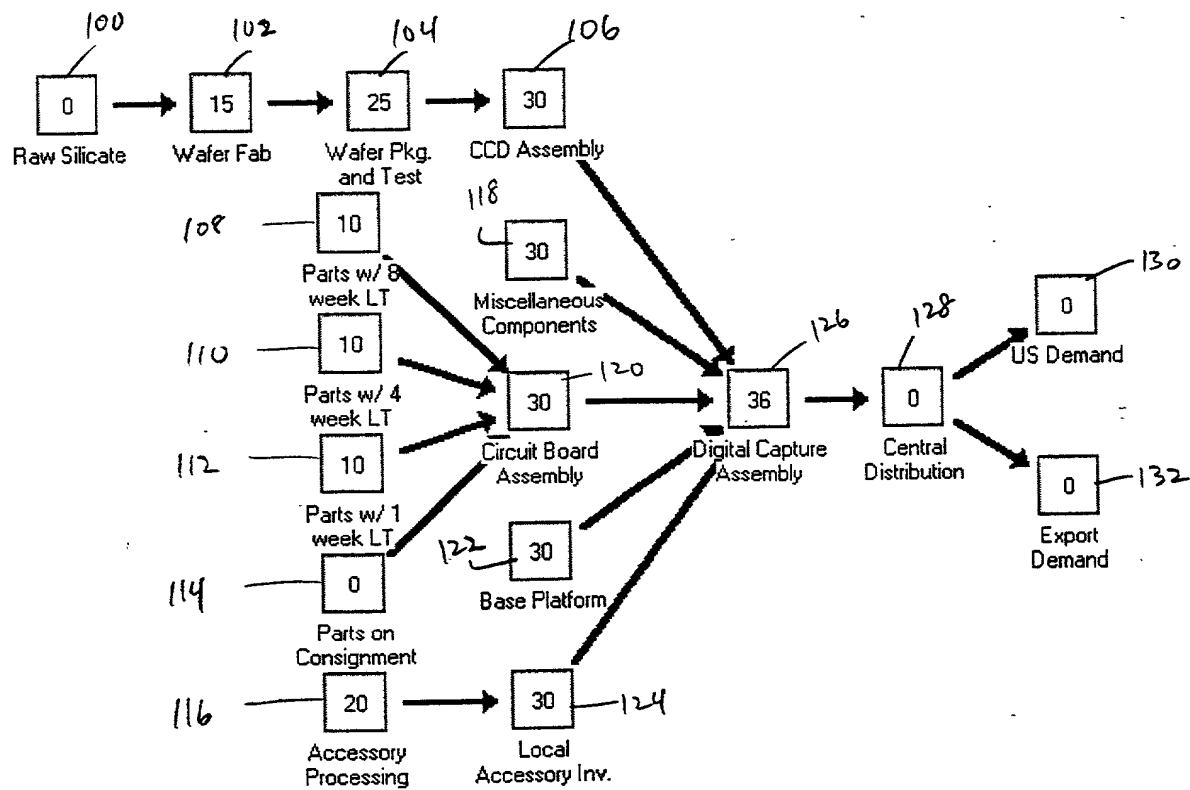 100
102
104
106
0
15
25
30
Raw Silicate
Wafer Fab
Wafer Pkg.
and Test
CCD Assembly
108
10
Parts w/ 8
week LT
118
30
Miscellaneous
Components
110
10
Parts w/ 4
week LT
120
30
Circuit Board
Assembly
126
36
Digital Capture
Assembly
128
0
Central
Distribution
130
0
US Demand
132
0
Export
Demand
112
10
Parts w/ 1
week LT
122
30
Base Platform
114
0
Parts on
Consignment
116
20
Accessory
Processing
124
30
Local
Accessory Inv.